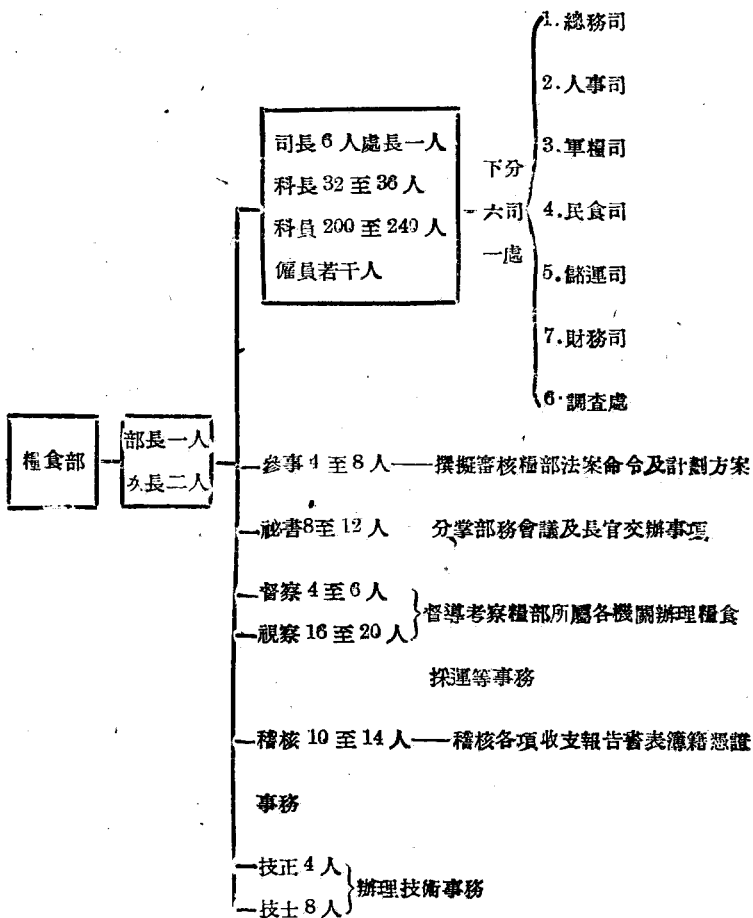 1.總務司
2.人事司
司長6人處長一人
科長32至36人
科員200至240人
僱員若干人
下分
六司
一處
3.軍糧司
4.民食司
5.儲運司
7.財務司
6.調查處
糧食部
部長一人
次長二人
參事4至8人——撰擬審核糧部法案命令及計劃方案
祕書8至12人 分掌部務會議及長官交辦事項
督察4至6人
視察16至20人
督導考察糧部所屬各機關辦理糧食
採運等事務
稽核10至14人——稽核各項收支報告書表簿籍憑證
事務
技正4人
技士8人
辦理技術事務